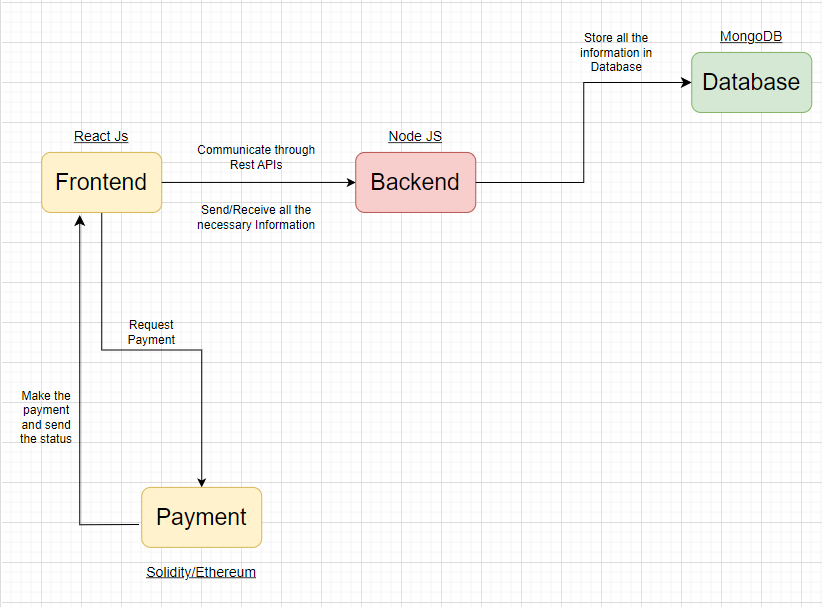 Store all the
information in
Database
MongoDB
Database
React Js
Frontend
Communicate through
Rest APIs
Send/Receive all the
necessary Information
Node JS
Backend
Request
Payment
Make the
payment
and send
the status
Payment
Solidity/Ethereum